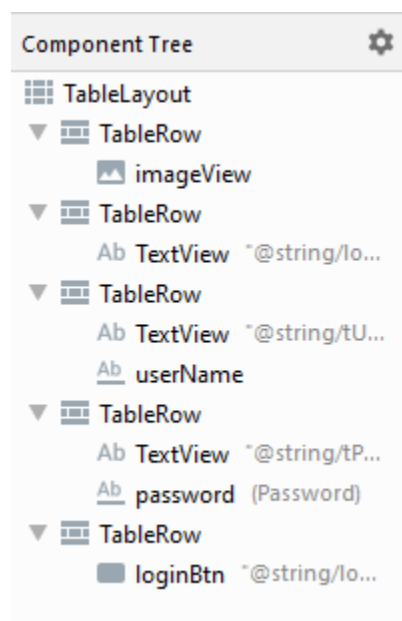 Component Tree
TableLayout
TableRow
imageView
TableRow
Ab TextView "@string/lo...
TableRow
Ab TextView "@string/tU...
Ab userName
TableRow
Ab TextView "@string/tP...
Ab password (Password)
TableRow
loginBtn "@string/lo...